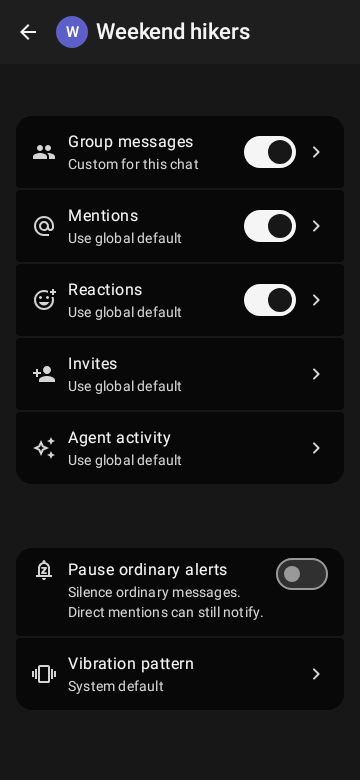 W Weekend hikers
Group messages
Custom for this chat
Mentions
Use global default
Reactions
Use global default
Invites
Use global default
Agent activity
Use global default
Pause ordinary alerts
Silence ordinary messages.
Direct mentions can still notify.
Vibration pattern
System default